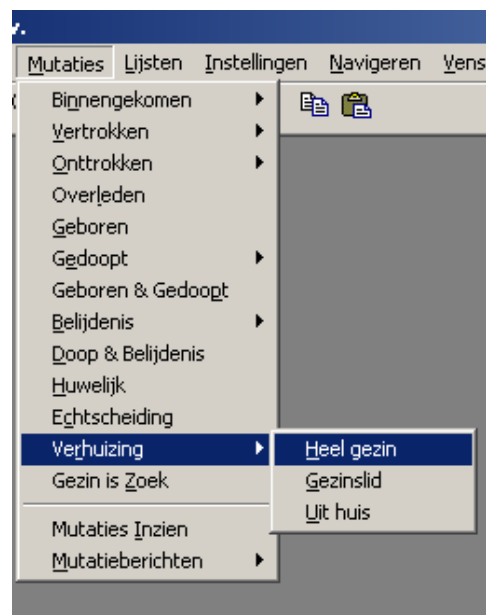 v.
Mutaties Lijsten Instellingen Navigeren Vens
Binnengekomen
Vertrokken
Onttrokken
Overleden
Geboren
Gedoopt
Geboren & Gedoopt
Belijdenis
Doop & Belijdenis
Huwelijk
Echtscheiding
Verhuizing
Heel gezin
Gezin is Zoek
Gezinslid
Uit huis
Mutaties Inzien
Mutatieberichten